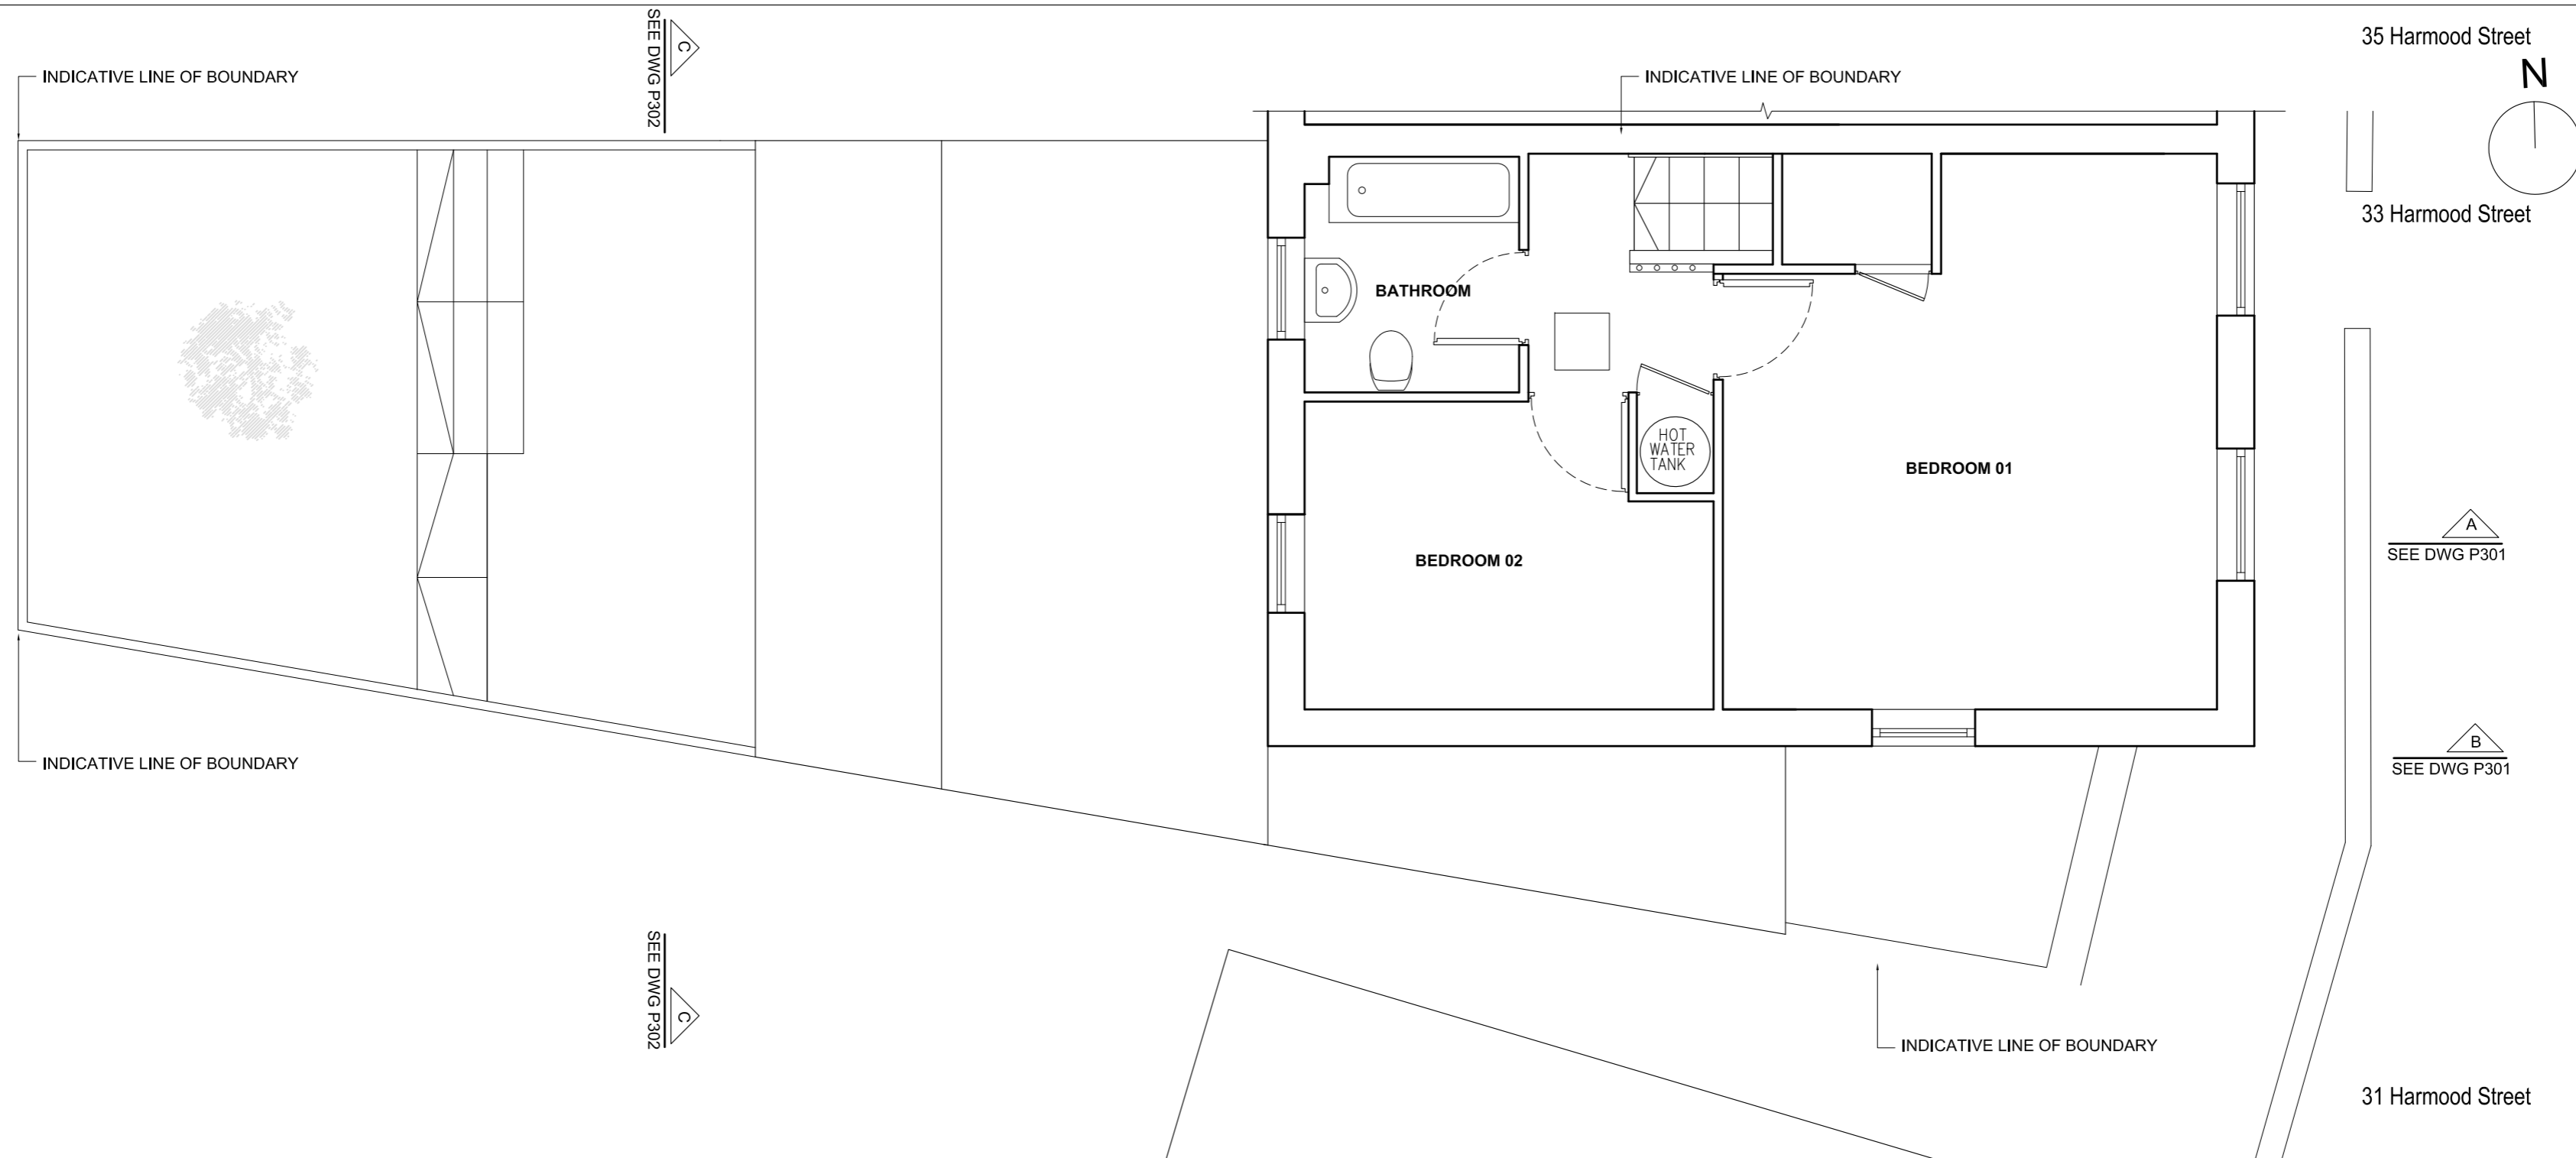 35 Harmood Street
N
SEE DWG P302
C
INDICATIVE LINE OF BOUNDARY
INDICATIVE LINE OF BOUNDARY
33 Harmood Street
BATHROOM
HOT
WATER
TANK
BEDROOM 01
A
SEE DWG P301
BEDROOM 02
B
SEE DWG P301
INDICATIVE LINE OF BOUNDARY
SEE DWG P302
C
INDICATIVE LINE OF BOUNDARY
31 Harmood Street